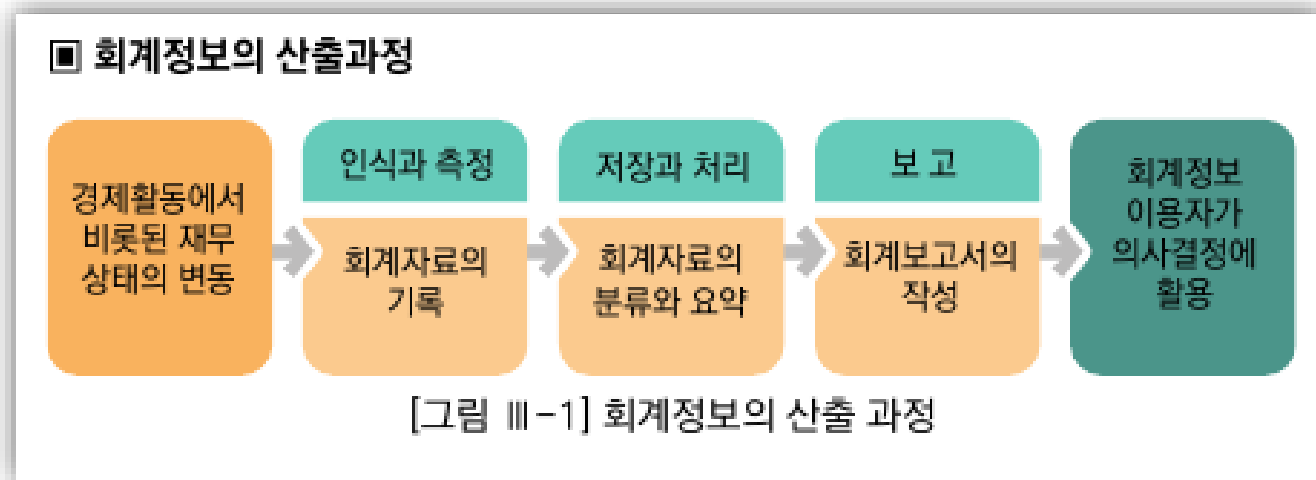 ▣ 회계정보의 산출과정
경제활동에서
비롯된 재무
상태의 변동
인식과 측정
회계자료의
기록
저장과 처리
회계자료의
분류와 요약
보 고
회계보고서의
작성
회계정보
이용자가
의사결정에
활용
[그림 Ⅲ-1] 회계정보의 산출 과정